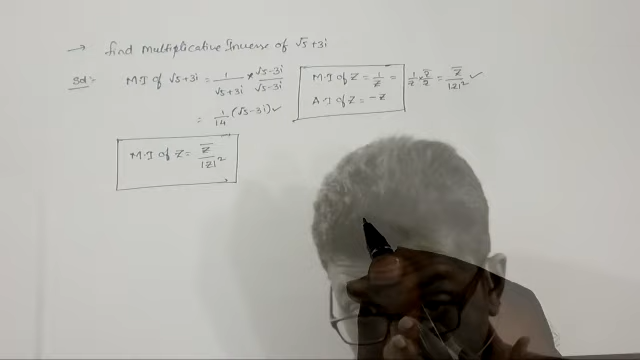 → find Multiplicative Inverse of √5+3i
Sol:- M.I of √5+3i = 1/(√5+3i) × (√5-3i)/(√5-3i)
= 1/14 (√5-3i) ✓
M.I of Z = 1/Z = 1/Z × Z̅/Z̅ = Z̅/|Z|² ✓
A.I of Z = -Z
M.I of Z = Z̅/|Z|²